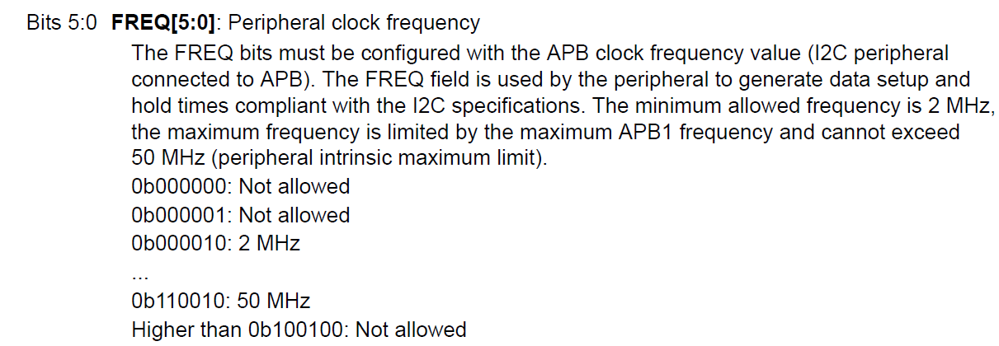 Bits 5:0 FREQ[5:0]: Peripheral clock frequency
The FREQ bits must be configured with the APB clock frequency value (I2C peripheral
connected to APB). The FREQ field is used by the peripheral to generate data setup and
hold times compliant with the I2C specifications. The minimum allowed frequency is 2 MHz,
the maximum frequency is limited by the maximum APB1 frequency and cannot exceed
50 MHz (peripheral intrinsic maximum limit).
0b000000: Not allowed
0b000001: Not allowed
0b000010: 2 MHz
...
0b110010: 50 MHz
Higher than 0b100100: Not allowed